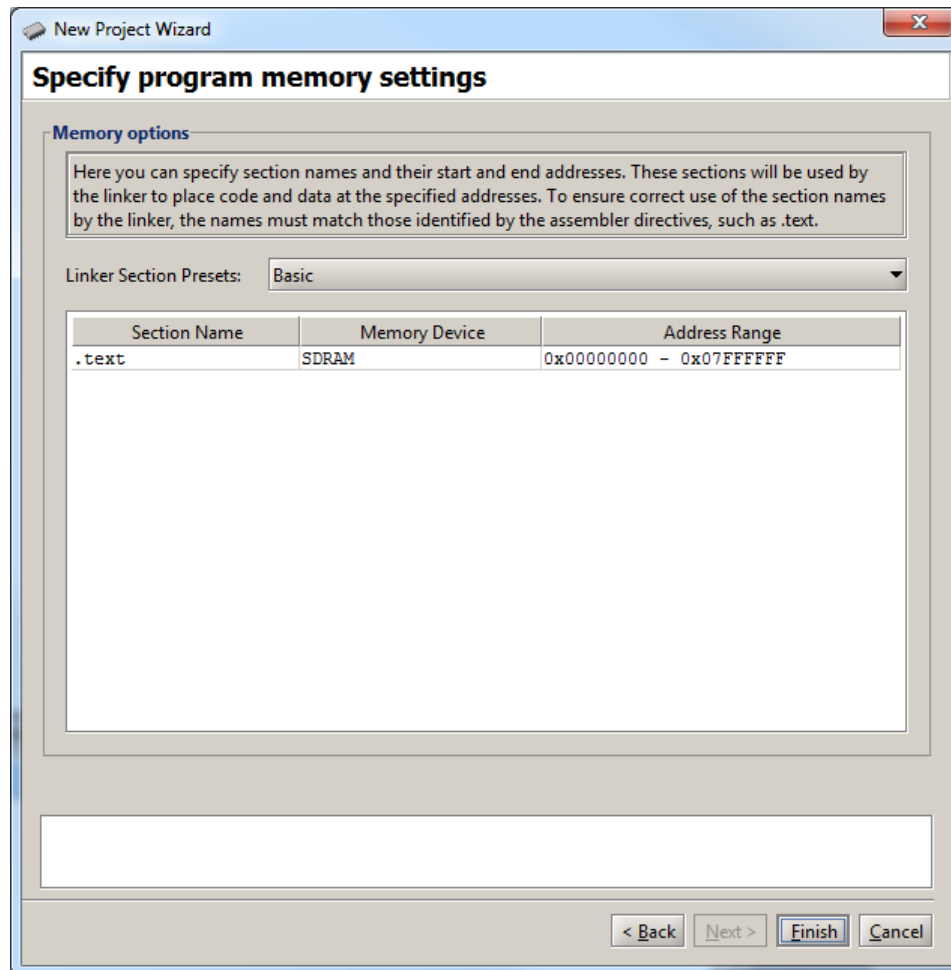 New Project Wizard
Specify program memory settings
Memory options
Here you can specify section names and their start and end addresses. These sections will be used by
the linker to place code and data at the specified addresses. To ensure correct use of the section names
by the linker, the names must match those identified by the assembler directives, such as .text.
Linker Section Presets: Basic
Section Name Memory Device Address Range
.text SDRAM 0x00000000 - 0x07FFFFFF
< Back Next > Finish Cancel